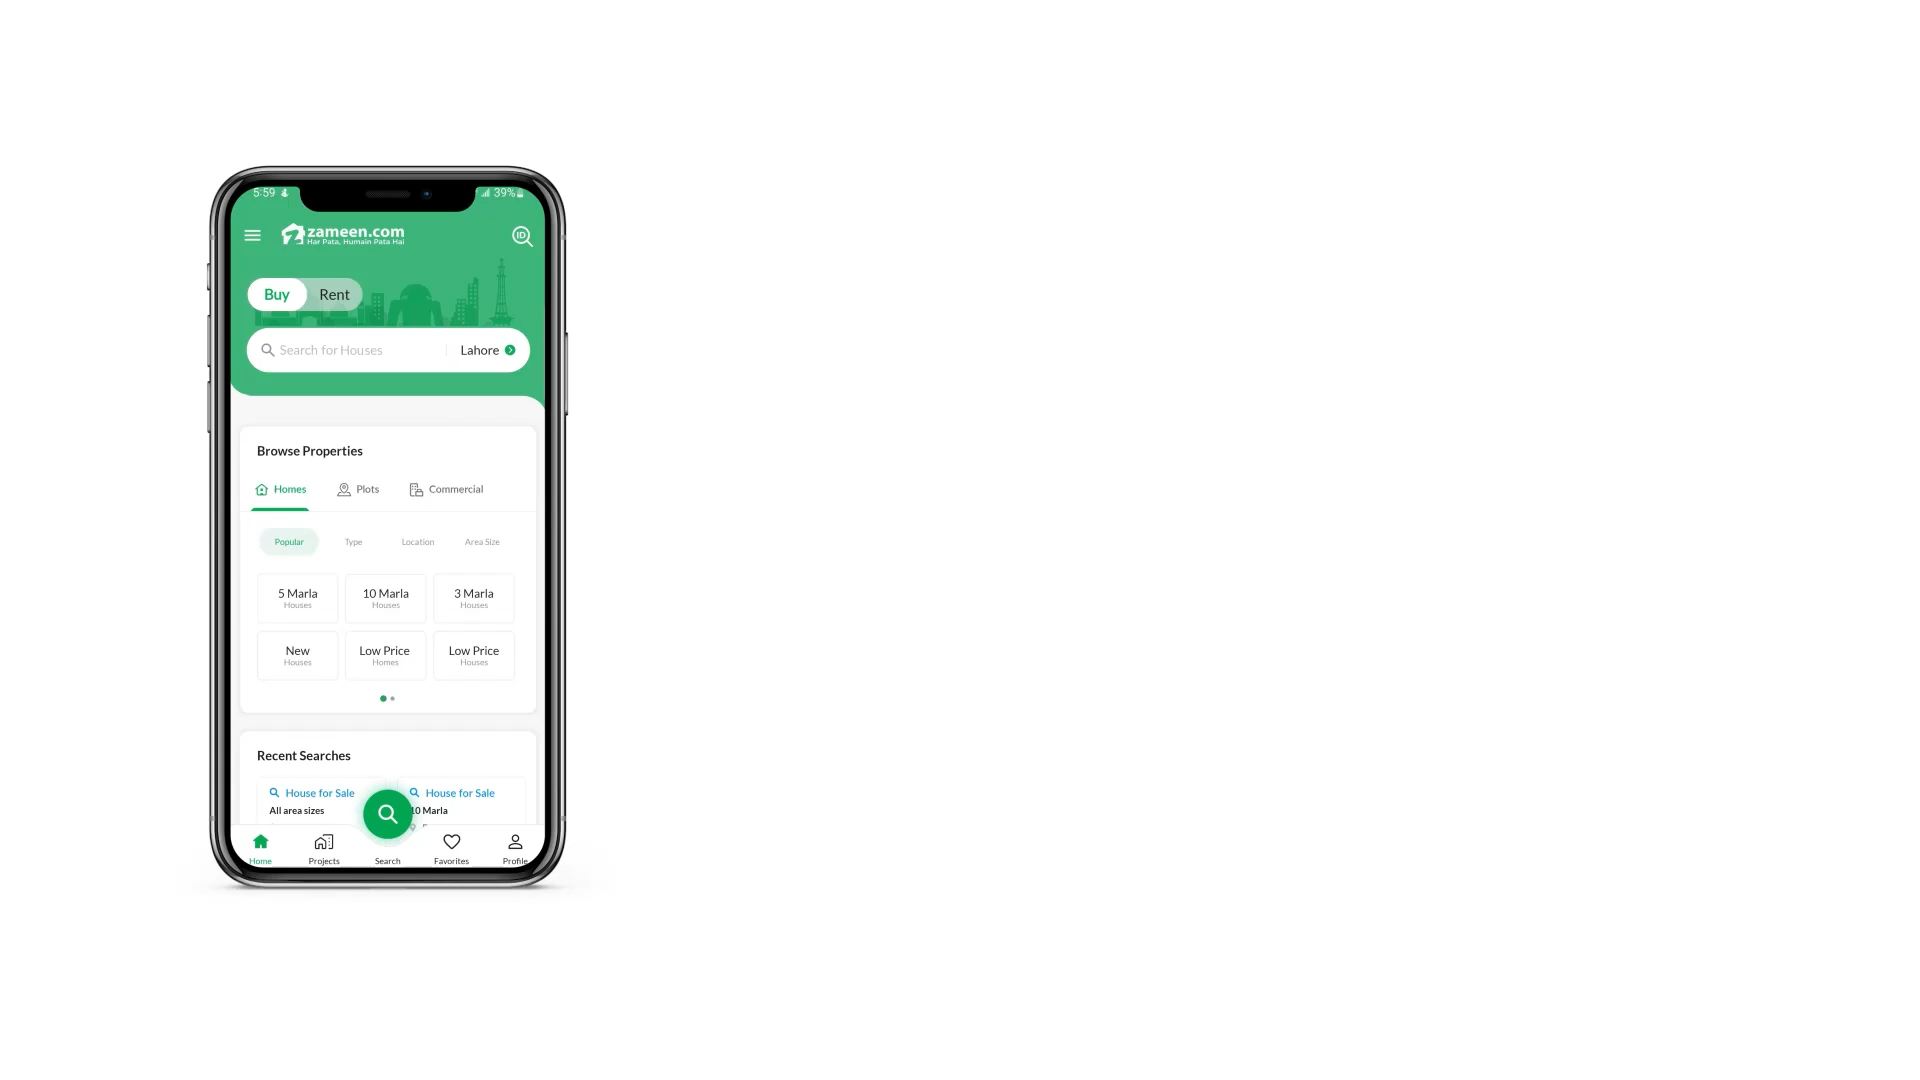 5:59
39%
zameen.com
Har Pata, Humain Pata Hai
ID
Buy Rent
Search for Houses Lahore
Browse Properties
Homes Plots Commercial
Popular Type Location Area Size
5 Marla 10 Marla 3 Marla
Houses Houses Houses
New Low Price Low Price
Houses Homes Houses
Recent Searches
House for Sale House for Sale
All area sizes 10 Marla
Home Projects Search Favorites Profile